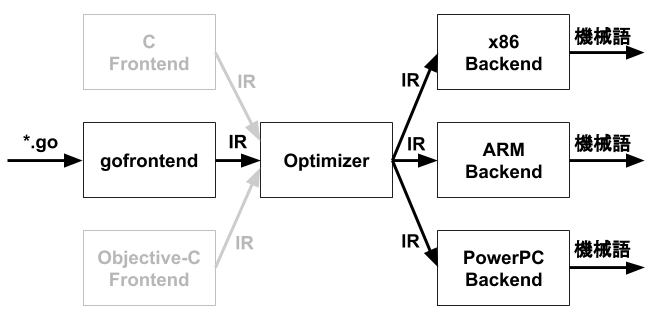 C
Frontend
IR
*.go
gofrontend
IR
Objective-C
Frontend
IR
Optimizer
IR
x86
Backend
機械語
IR
ARM
Backend
機械語
IR
PowerPC
Backend
機械語